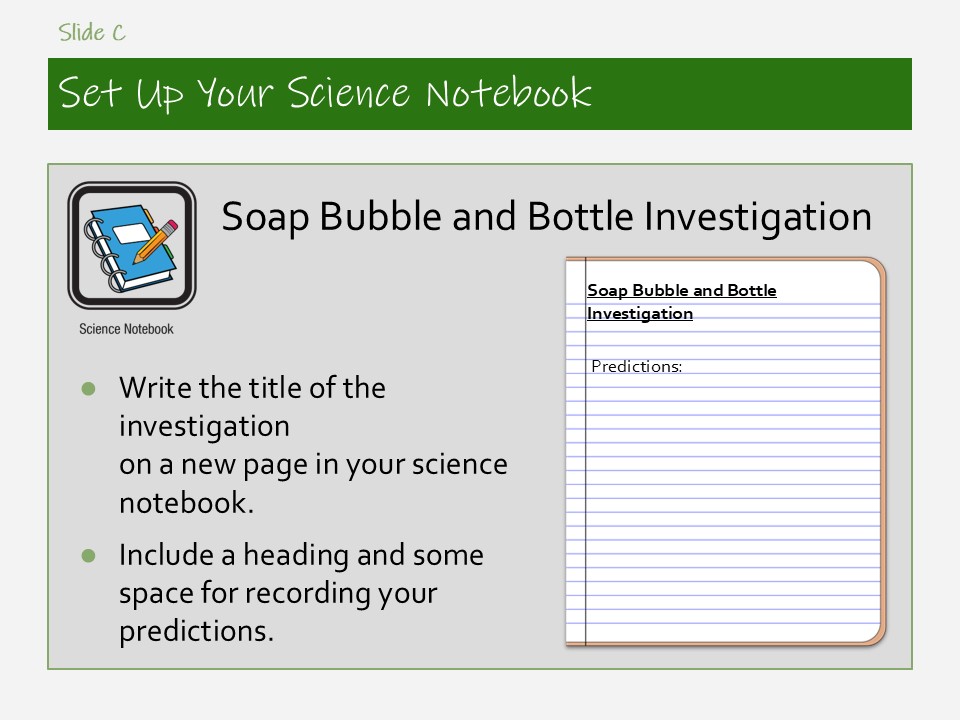 Slide C
Set Up Your Science Notebook
Soap Bubble and Bottle Investigation
Science Notebook
● Write the title of the
investigation
on a new page in your science
notebook.
● Include a heading and some
space for recording your
predictions.
Soap Bubble and Bottle
Investigation
Predictions: